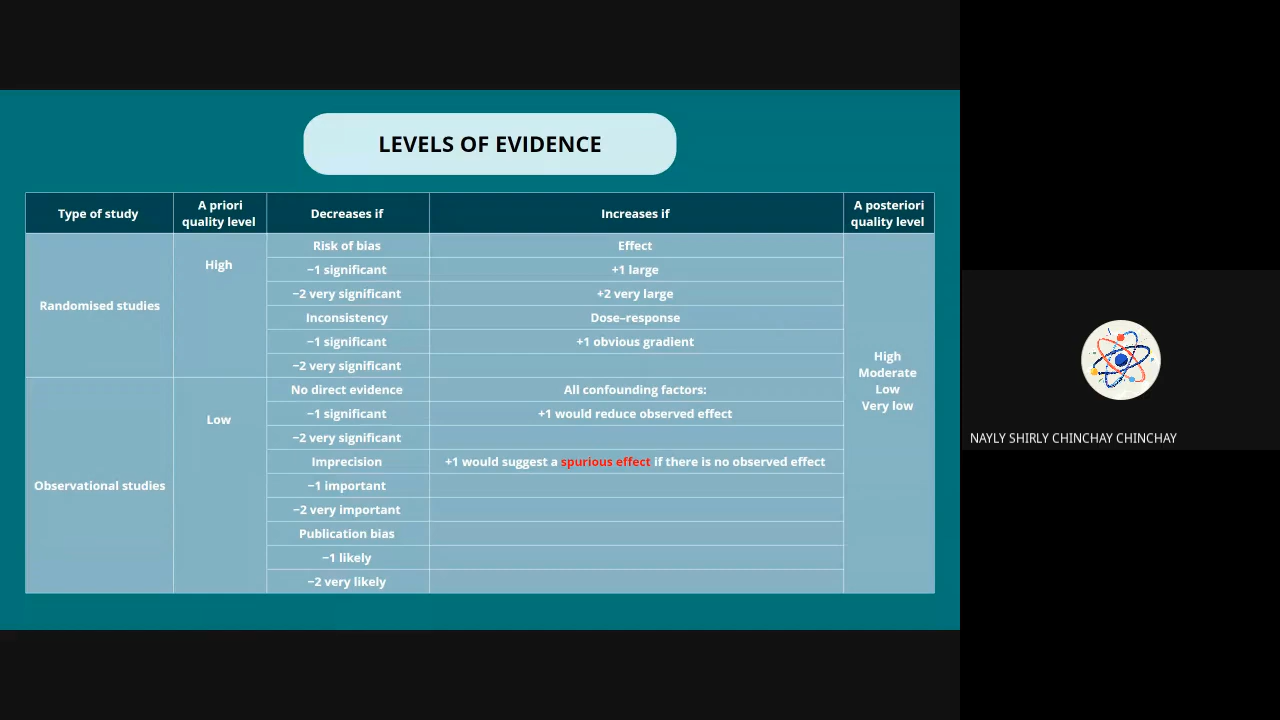 LEVELS OF EVIDENCE
Type of study
A priori
quality level
Decreases if
Increases if
A posteriori
quality level
Randomised studies
High
Risk of bias
Effect
−1 significant
+1 large
−2 very significant
+2 very large
Inconsistency
Dose–response
−1 significant
+1 obvious gradient
−2 very significant
Observational studies
Low
No direct evidence
All confounding factors:
−1 significant
+1 would reduce observed effect
−2 very significant
Imprecision
+1 would suggest a spurious effect if there is no observed effect
−1 important
−2 very important
Publication bias
−1 likely
−2 very likely
High
Moderate
Low
Very low
NAYLY SHIRLY CHINCHAY CHINCHAY